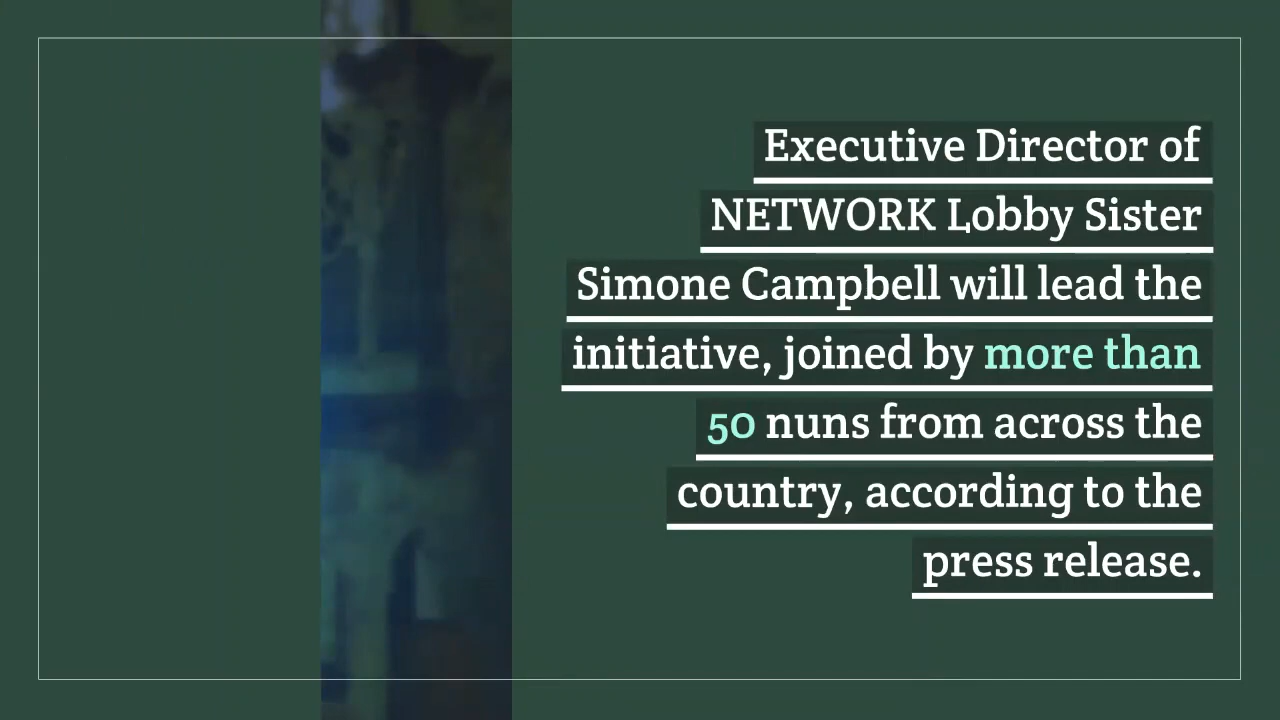 Executive Director of
NETWORK Lobby Sister
Simone Campbell will lead the
initiative, joined by more than
50 nuns from across the
country, according to the
press release.